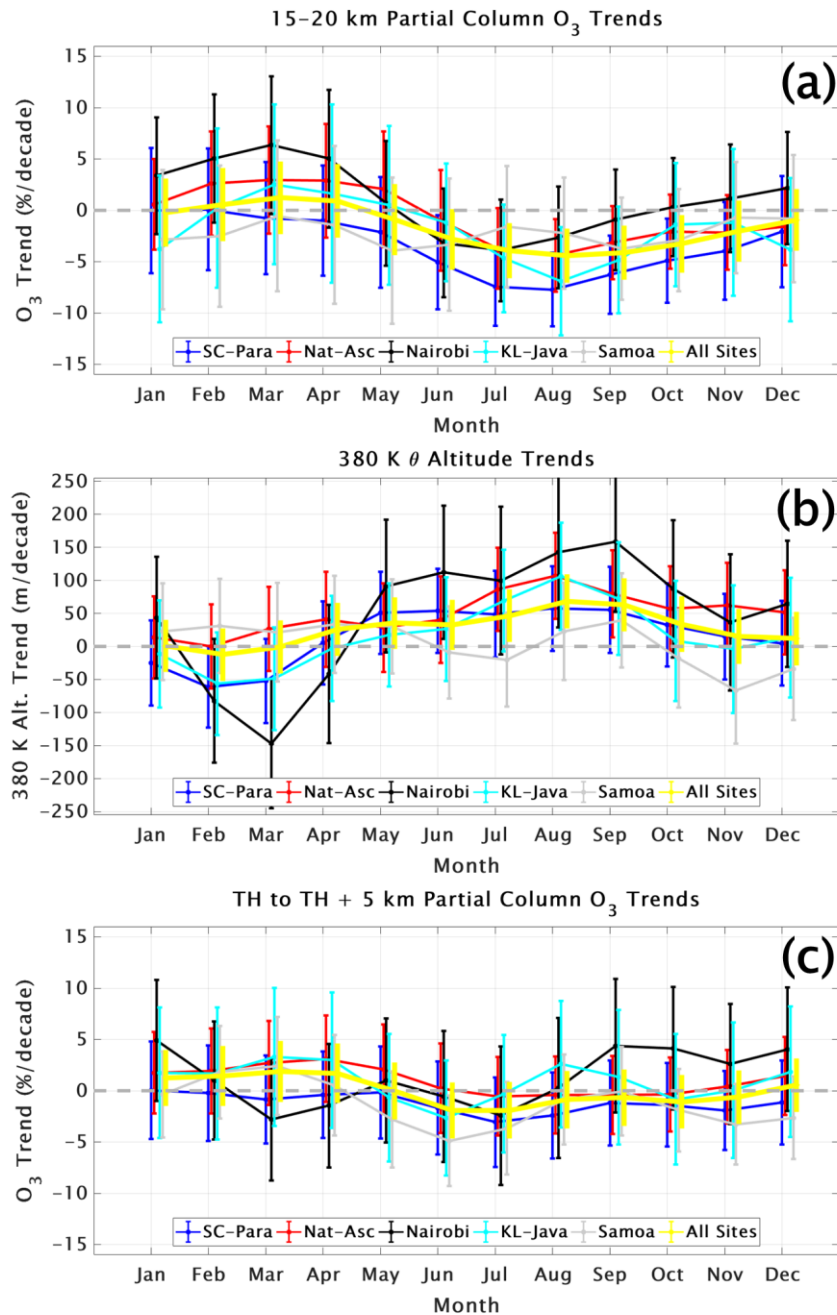 15–20 km Partial Column O₃ Trends
(a)
O₃ Trend (%/decade)
15
10
5
0
−5
−10
−15
SC-Para Nat-Asc Nairobi KL-Java Samoa All Sites
Jan Feb Mar Apr May Jun Jul Aug Sep Oct Nov Dec
Month
380 K θ Altitude Trends
(b)
380 K Alt. Trend (m/decade)
250
200
150
100
50
0
−50
−100
−150
−200
−250
SC-Para Nat-Asc Nairobi KL-Java Samoa All Sites
Jan Feb Mar Apr May Jun Jul Aug Sep Oct Nov Dec
Month
TH to TH + 5 km Partial Column O₃ Trends
(c)
O₃ Trend (%/decade)
15
10
5
0
−5
−10
−15
SC-Para Nat-Asc Nairobi KL-Java Samoa All Sites
Jan Feb Mar Apr May Jun Jul Aug Sep Oct Nov Dec
Month